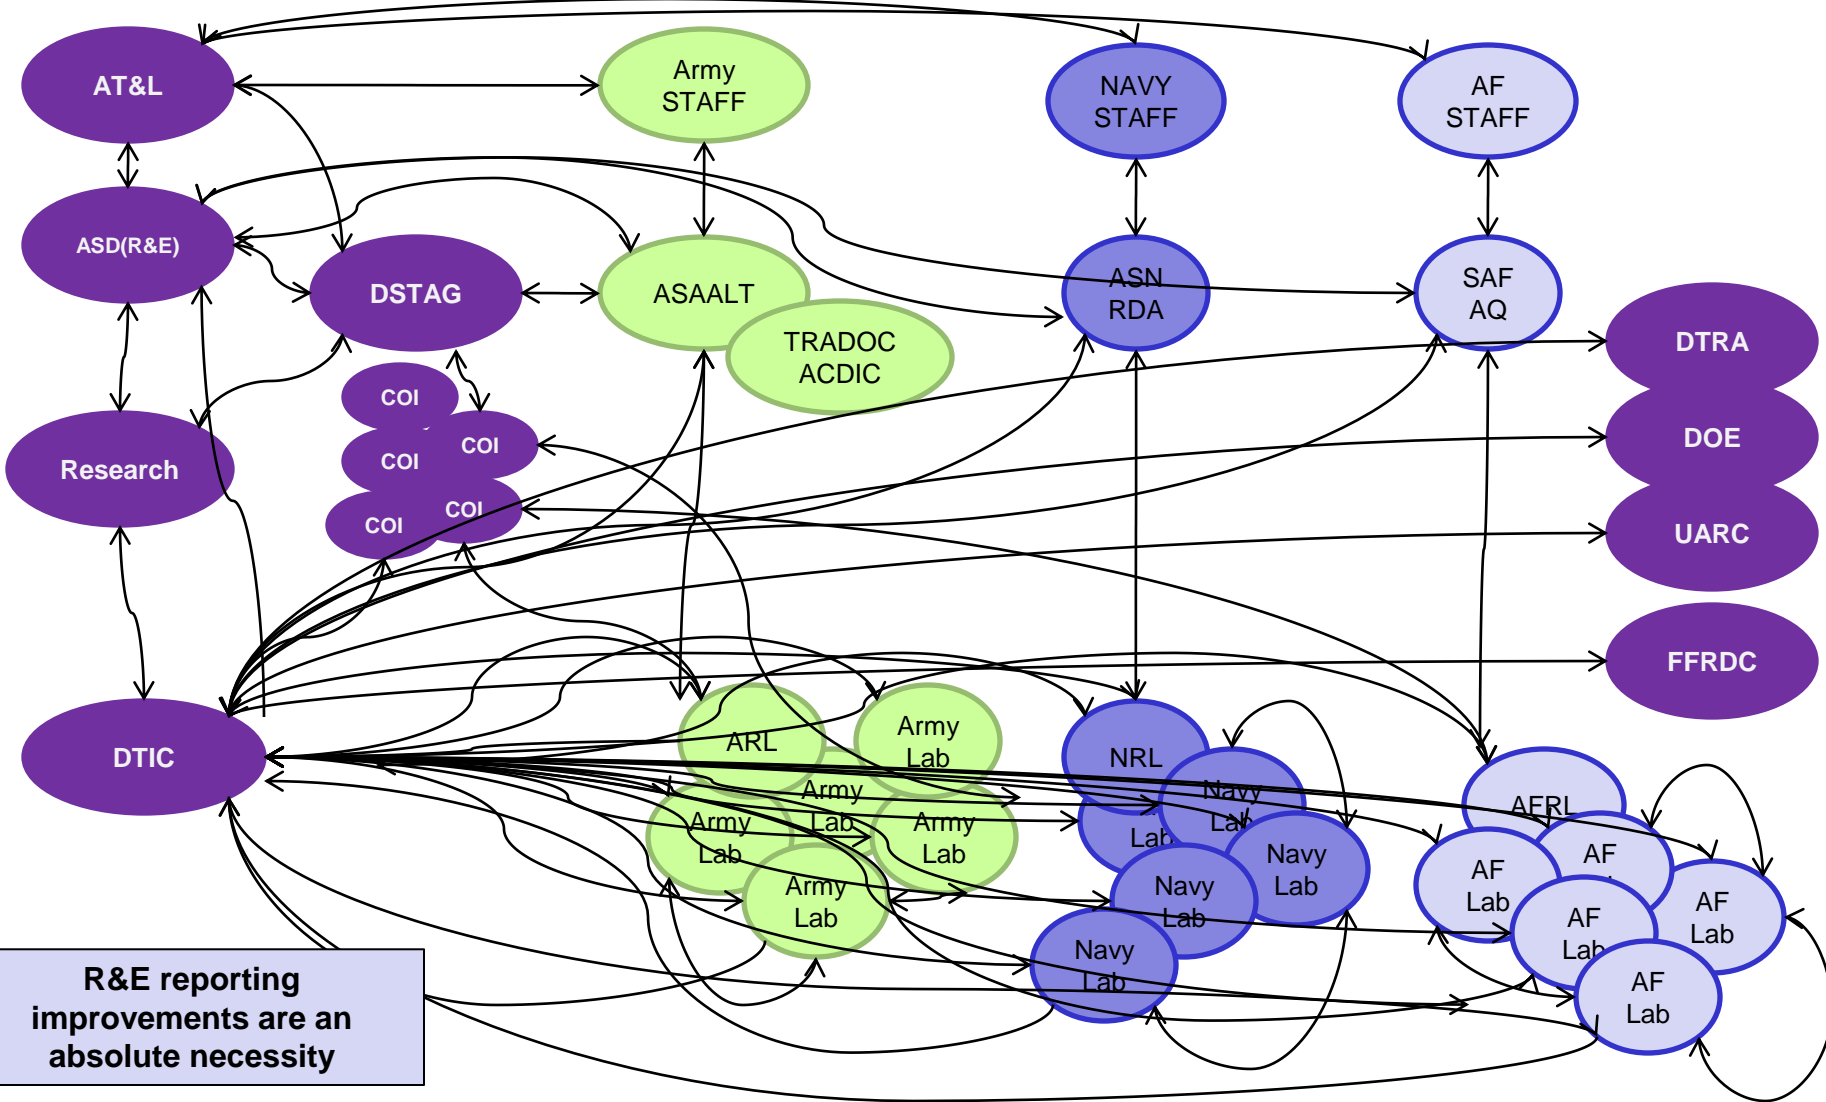 AT&L
Army
STAFF
NAVY
STAFF
AF
STAFF
ASD(R&E)
DSTAG
ASAALT
TRADOC
ACDIC
ASN
RDA
SAF
AQ
DTRA
DOE
UARC
FFRDC
COI
COI
COI
COI
COI
Research
DTIC
ARL
Army
Lab
Army
Lab
Army
Lab
Army
Lab
Army
Lab
NRL
Navy
Lab
Lab
Navy
Lab
Navy
Lab
Navy
Lab
AFRL
AF
Lab
AF
AF
Lab
AF
Lab
AF
Lab
R&E reporting
improvements are an
absolute necessity